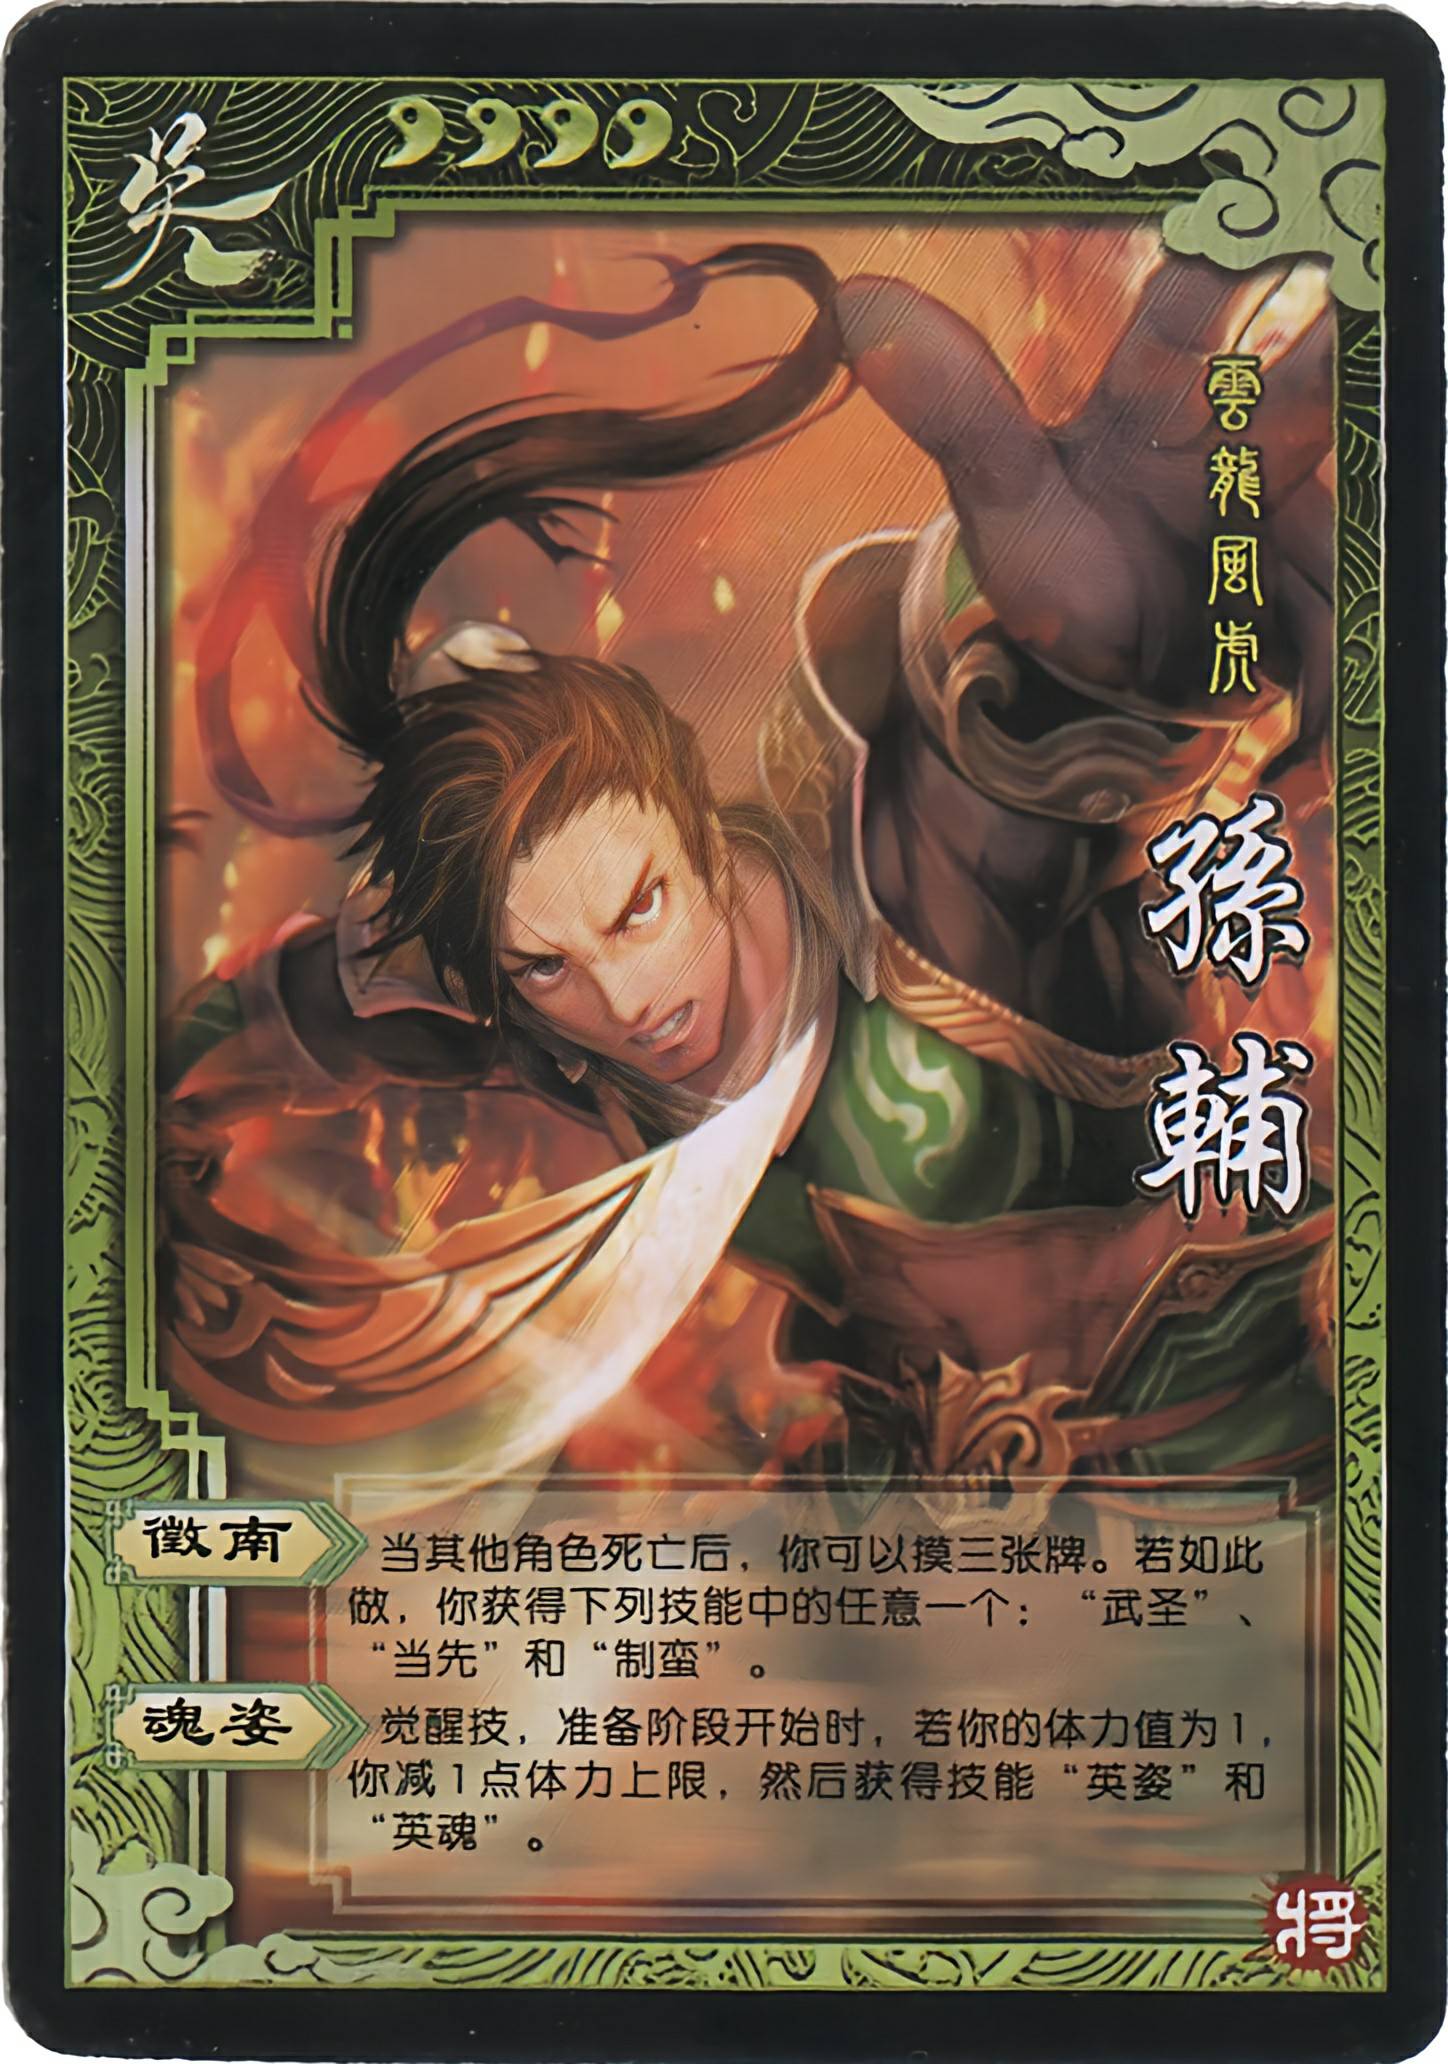 吴
雲龍風虎
孫輔
徵南
当其他角色死亡后，你可以摸三张牌。若如此
做，你获得下列技能中的任意一个：“武圣”、
“当先”和“制蛮”。
魂姿
觉醒技，准备阶段开始时，若你的体力值为1，
你减1点体力上限，然后获得技能“英姿”和
“英魂”。
将